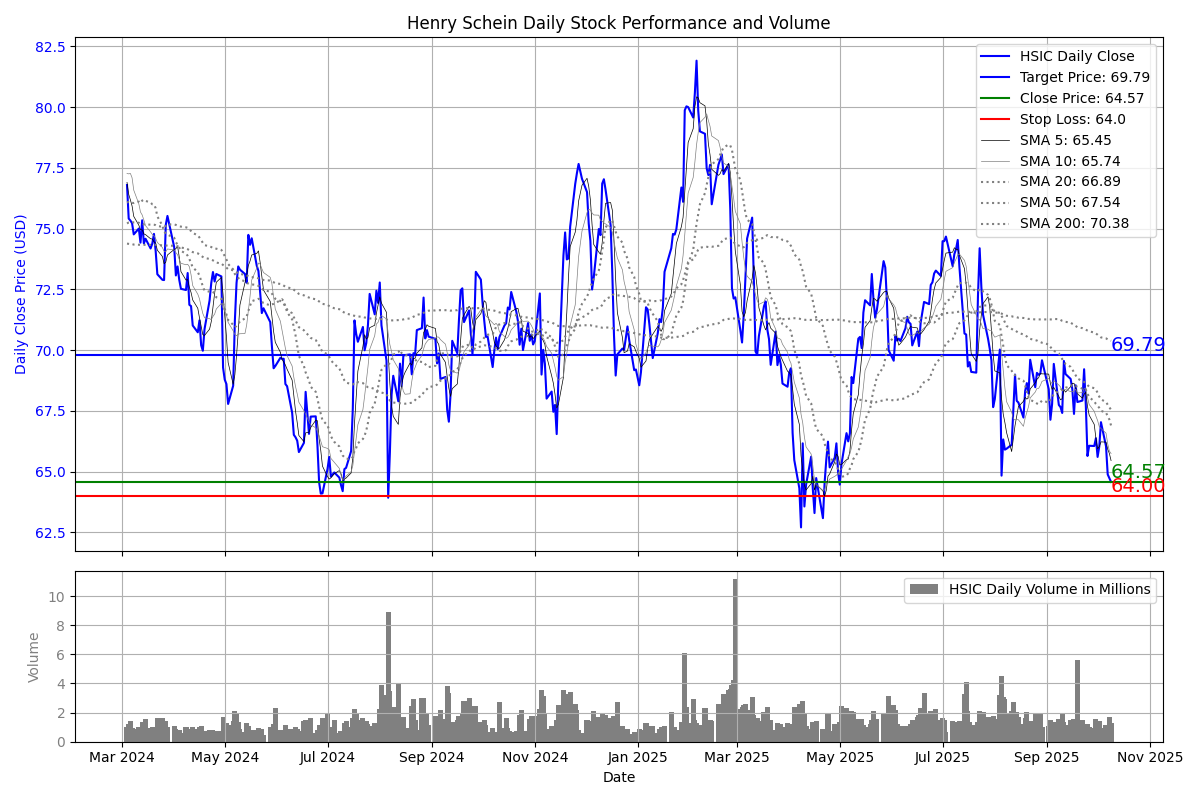 Henry Schein Daily Stock Performance and Volume
Daily Close Price (USD)
82.5
80.0
77.5
75.0
72.5
70.0
67.5
65.0
62.5
HSIC Daily Close
Target Price: 69.79
Close Price: 64.57
Stop Loss: 64.0
SMA 5: 65.45
SMA 10: 65.74
SMA 20: 66.89
SMA 50: 67.54
SMA 200: 70.38
69.79
64.57
64.00
Volume
10
8
6
4
2
0
HSIC Daily Volume in Millions
Mar 2024 May 2024 Jul 2024 Sep 2024 Nov 2024 Jan 2025 Mar 2025 May 2025 Jul 2025 Sep 2025 Nov 2025
Date